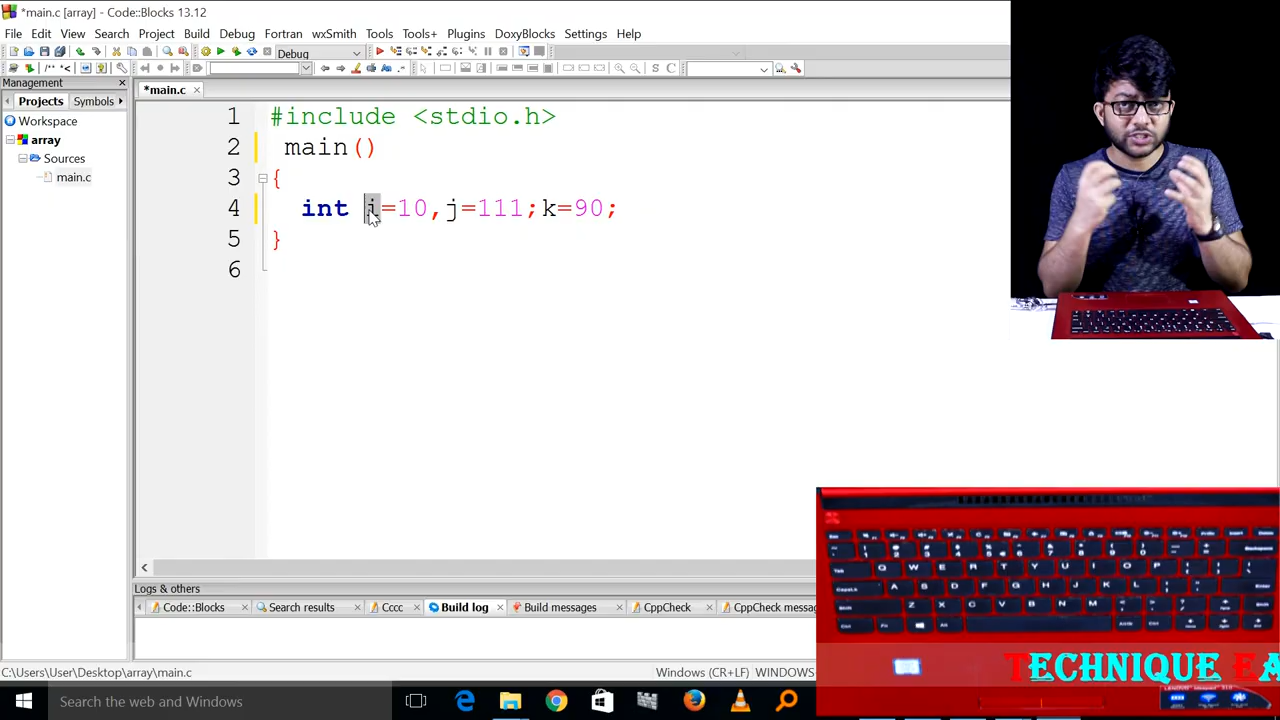 *main.c [array] - Code::Blocks 13.12
File Edit View Search Project Build Debug Fortran wxSmith Tools Tools+ Plugins DoxyBlocks Settings Help
Debug
/** *<
S C
Management
*main.c
Projects Symbols
Workspace
array
Sources
main.c
1 #include <stdio.h>
2 main()
3 {
4 int i=10,j=111;k=90;
5 }
6
Logs & others
Code::Blocks Search results Cccc Build log Build messages CppCheck CppCheck messag
C:\Users\User\Desktop\array\main.c Windows (CR+LF) WINDOWS-
TECHNIQUE EA
Search the web and Windows